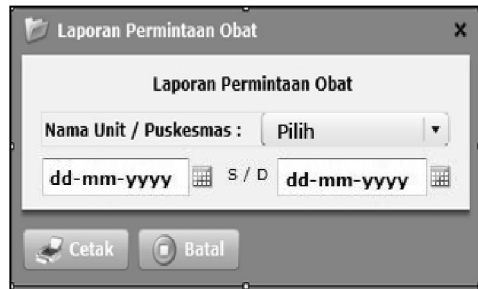 Laporan Permintaan Obat x
Laporan Permintaan Obat
Nama Unit / Puskesmas : Pilih
dd-mm-yyyy S / D dd-mm-yyyy
Cetak Batal